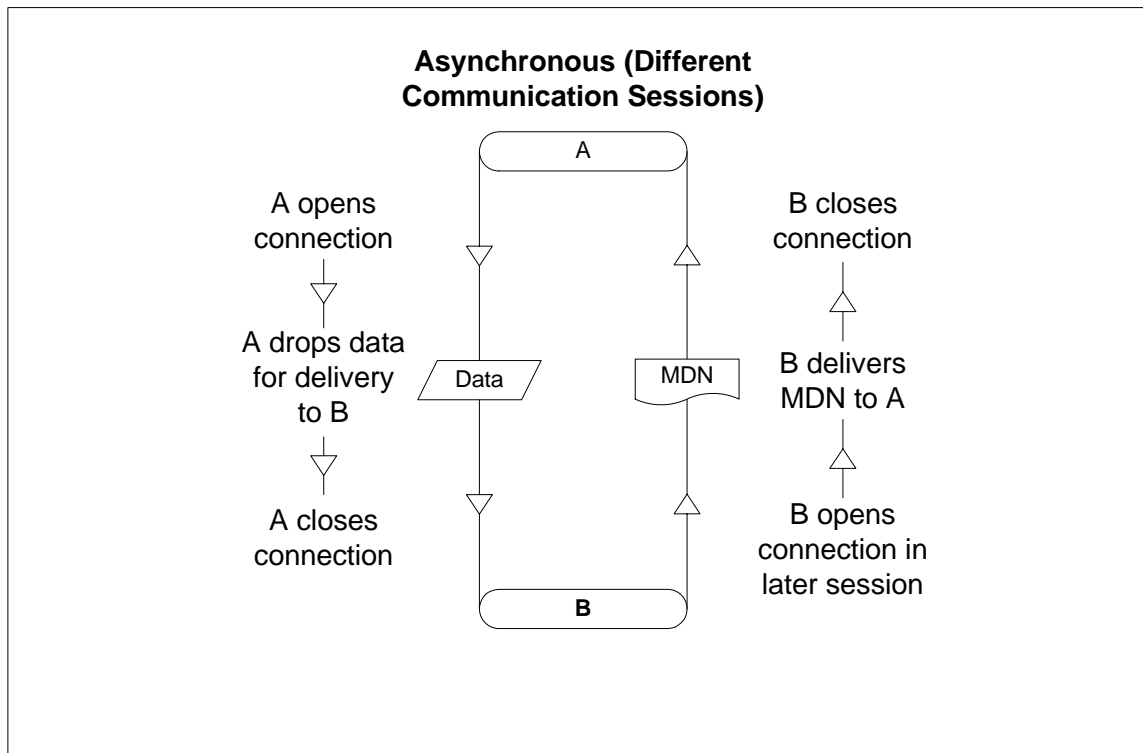 Asynchronous (Different
Communication Sessions)
A
A opens
connection
A drops data
for delivery
to B
A closes
connection
Data
MDN
B closes
connection
B delivers
MDN to A
B opens
connection in
later session
B